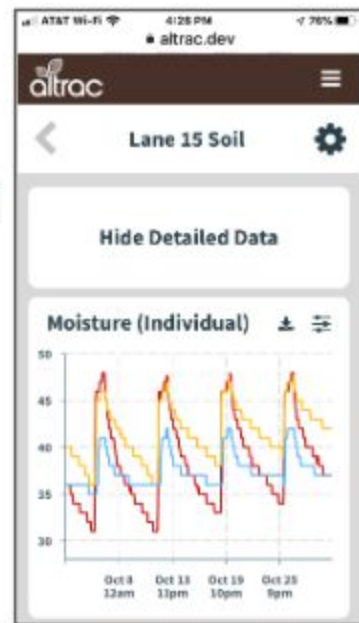 AT&T Wi-Fi 4:28 PM 76%
altrac.dev
altrac
Lane 15 Soil
Hide Detailed Data
Moisture (Individual)
50
45
40
35
30
Oct 8 Oct 13 Oct 19 Oct 25
12am 11pm 10pm 9pm